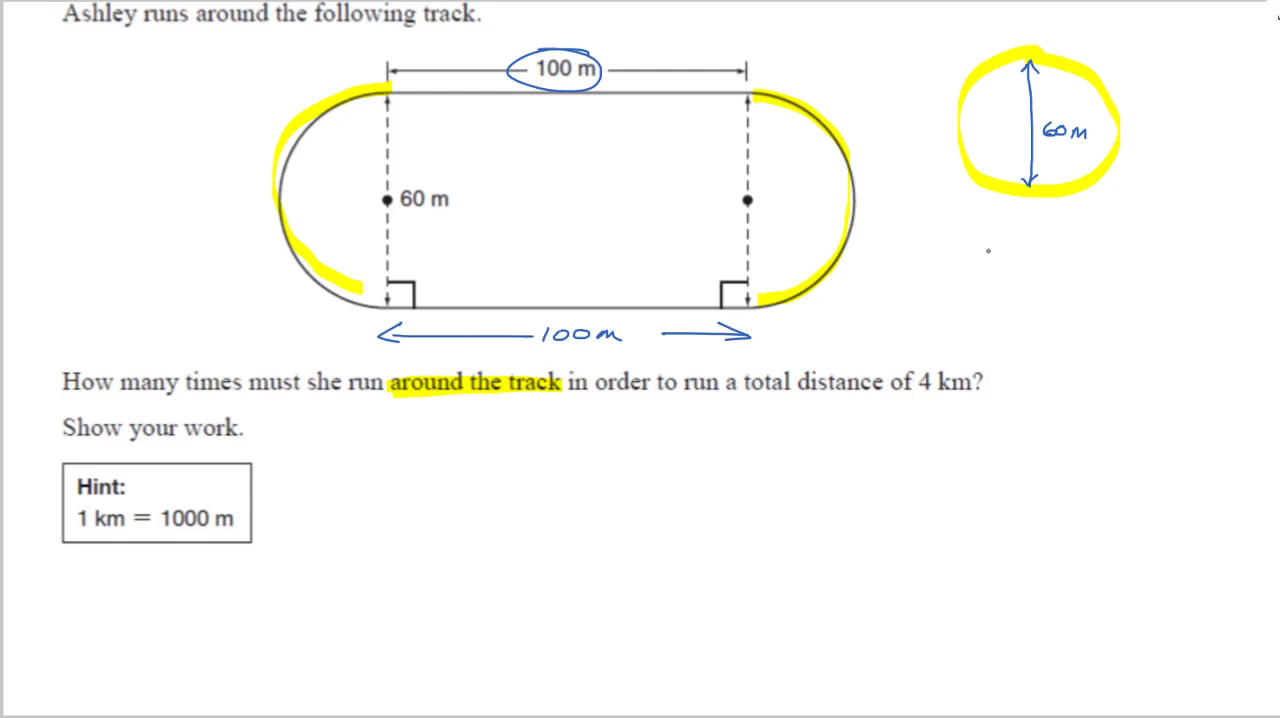 Ashley runs around the following track.
100 m
60 m
60 m
100 m
How many times must she run around the track in order to run a total distance of 4 km?
Show your work.
Hint:
1 km = 1000 m